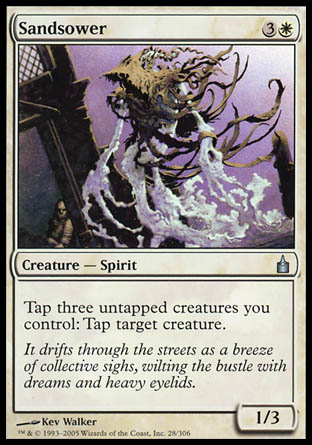 Sandsower 3
Creature — Spirit
Tap three untapped creatures you
control: Tap target creature.
It drifts through the streets as a breeze
of collective sighs, wilting the bustle with
dreams and heavy eyelids.
Kev Walker
™ & © 1993–2005 Wizards of the Coast, Inc. 28/306
1/3